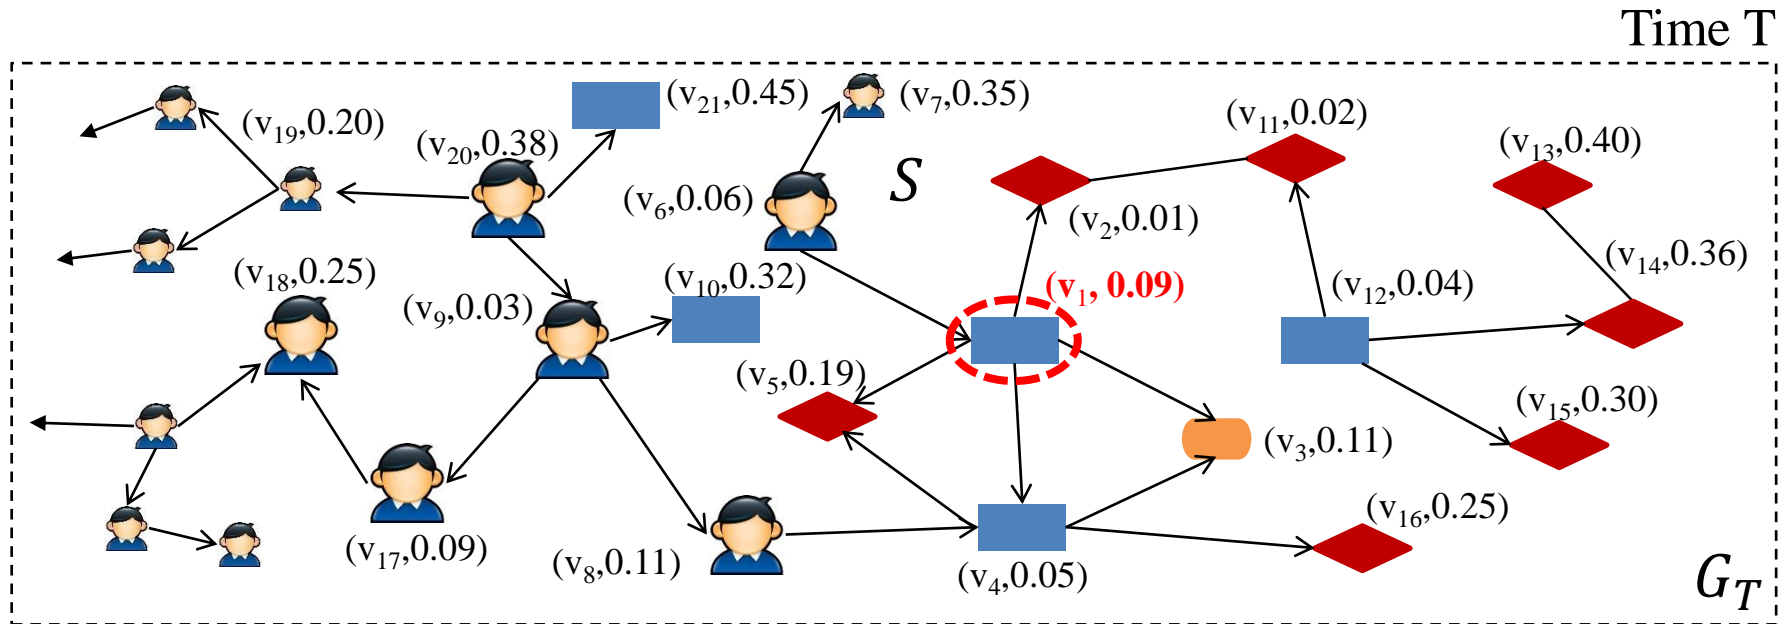 Time T
(v21,0.45)
(v7,0.35)
(v19,0.20)
(v20,0.38)
(v11,0.02)
(v13,0.40)
S
(v6,0.06)
(v2,0.01)
(v18,0.25)
(v10,0.32)
(v1, 0.09)
(v14,0.36)
(v9,0.03)
(v12,0.04)
(v5,0.19)
(v15,0.30)
(v3,0.11)
(v16,0.25)
(v17,0.09)
(v8,0.11)
(v4,0.05)
GT